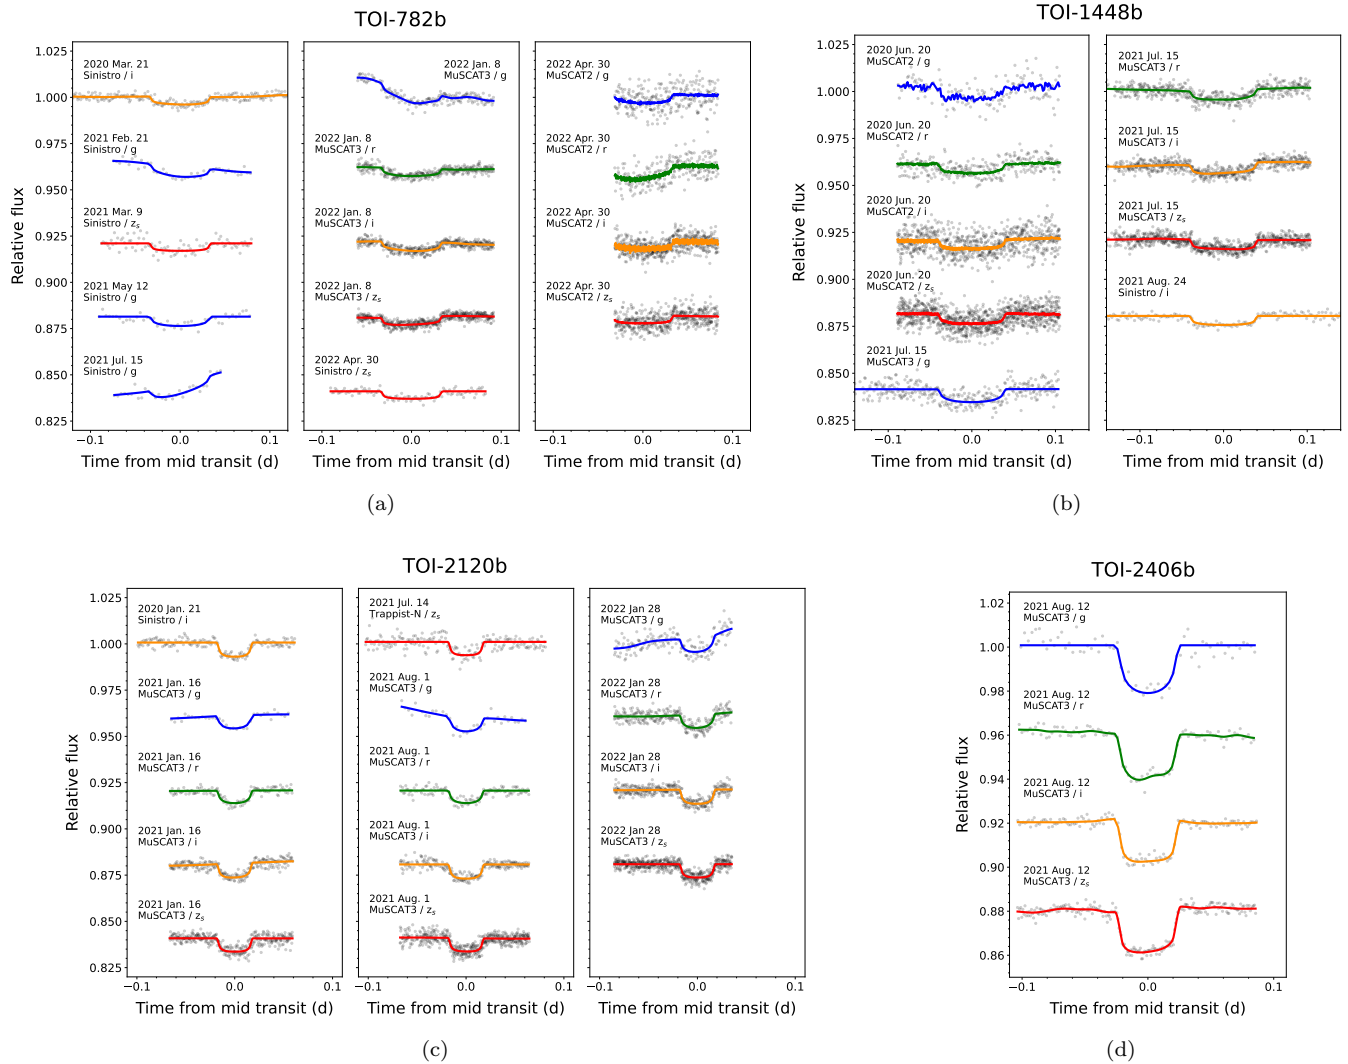 TOI-782b
1.025
1.000
0.975
0.950
0.925
0.900
0.875
0.850
0.825
Relative flux
2020 Mar. 21
Sinistro / i
2021 Feb. 21
Sinistro / g
2021 Mar. 9
Sinistro / zs
2021 May 12
Sinistro / g
2021 Jul. 15
Sinistro / g
−0.1 0.0 0.1
Time from mid transit (d)
2022 Jan. 8
MuSCAT3 / g
2022 Jan. 8
MuSCAT3 / r
2022 Jan. 8
MuSCAT3 / i
2022 Jan. 8
MuSCAT3 / zs
2022 Apr. 30
Sinistro / zs
−0.1 0.0 0.1
Time from mid transit (d)
2022 Apr. 30
MuSCAT2 / g
2022 Apr. 30
MuSCAT2 / r
2022 Apr. 30
MuSCAT2 / i
2022 Apr. 30
MuSCAT2 / zs
−0.1 0.0 0.1
Time from mid transit (d)
(a)
TOI-1448b
1.025
1.000
0.975
0.950
0.925
0.900
0.875
0.850
0.825
Relative flux
2020 Jun. 20
MuSCAT2 / g
2020 Jun. 20
MuSCAT2 / r
2020 Jun. 20
MuSCAT2 / i
2020 Jun. 20
MuSCAT2 / zs
2021 Jul. 15
MuSCAT3 / g
−0.1 0.0 0.1
Time from mid transit (d)
2021 Jul. 15
MuSCAT3 / r
2021 Jul. 15
MuSCAT3 / i
2021 Jul. 15
MuSCAT3 / zs
2021 Aug. 24
Sinistro / i
−0.1 0.0 0.1
Time from mid transit (d)
(b)
TOI-2120b
1.025
1.000
0.975
0.950
0.925
0.900
0.875
0.850
0.825
Relative flux
2020 Jan. 21
Sinistro / i
2021 Jan. 16
MuSCAT3 / g
2021 Jan. 16
MuSCAT3 / r
2021 Jan. 16
MuSCAT3 / i
2021 Jan. 16
MuSCAT3 / zs
−0.1 0.0 0.1
Time from mid transit (d)
2021 Jul. 14
Trappist-N / zs
2021 Aug. 1
MuSCAT3 / g
2021 Aug. 1
MuSCAT3 / r
2021 Aug. 1
MuSCAT3 / i
2021 Aug. 1
MuSCAT3 / zs
−0.1 0.0 0.1
Time from mid transit (d)
2022 Jan 28
MuSCAT3 / g
2022 Jan 28
MuSCAT3 / r
2022 Jan 28
MuSCAT3 / i
2022 Jan 28
MuSCAT3 / zs
−0.1 0.0 0.1
Time from mid transit (d)
(c)
TOI-2406b
1.02
1.00
0.98
0.96
0.94
0.92
0.90
0.88
0.86
Relative flux
2021 Aug. 12
MuSCAT3 / g
2021 Aug. 12
MuSCAT3 / r
2021 Aug. 12
MuSCAT3 / i
2021 Aug. 12
MuSCAT3 / zs
−0.1 0.0 0.1
Time from mid transit (d)
(d)